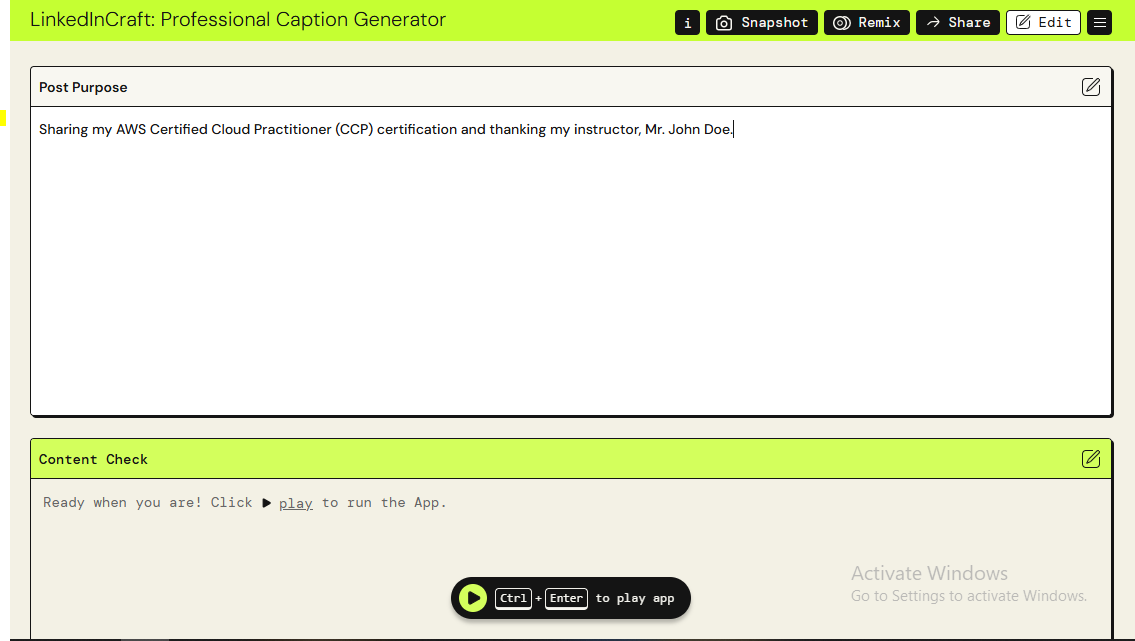 LinkedInCraft: Professional Caption Generator
i Snapshot Remix Share Edit
Post Purpose
Sharing my AWS Certified Cloud Practitioner (CCP) certification and thanking my instructor, Mr. John Doe.
Content Check
Ready when you are! Click play to run the App.
Activate Windows
Go to Settings to activate Windows.
Ctrl + Enter to play app